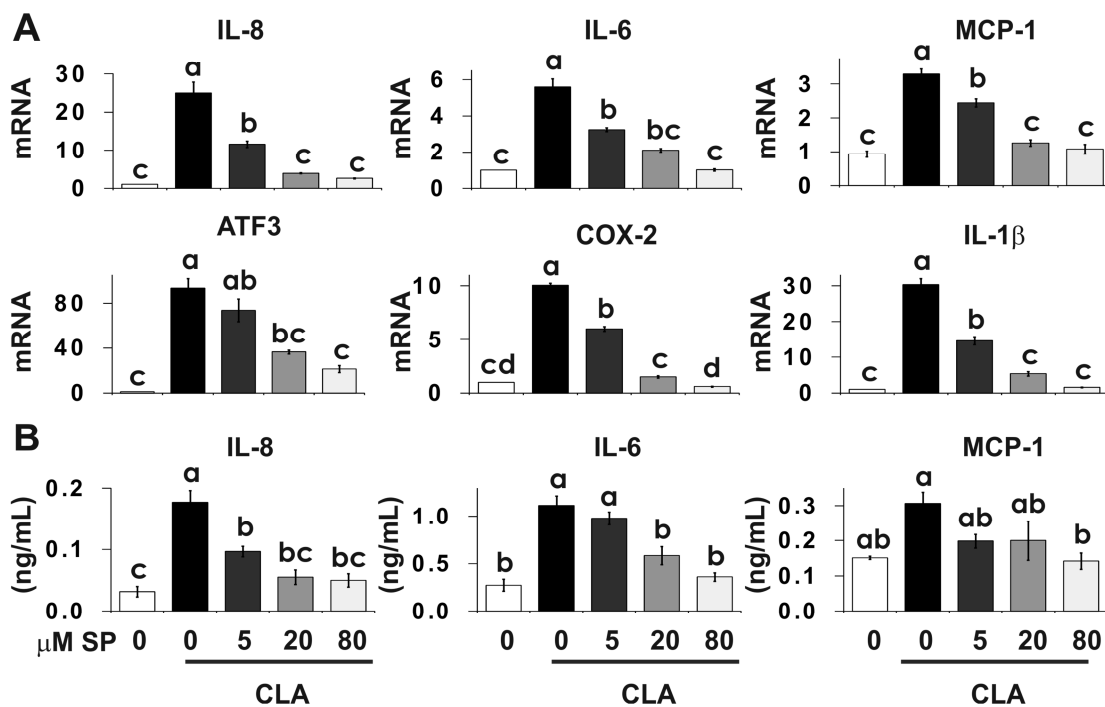 A
IL-8 IL-6 MCP-1
mRNA 30 20 10 0 c a b c c
mRNA 6 4 2 0 c a b bc c
mRNA 3 2 1 0 c a b c c
ATF3 COX-2 IL-1β
mRNA 80 40 0 c a ab bc c
mRNA 10 5 0 cd a b c d
mRNA 30 20 10 0 c a b c c
B
IL-8 IL-6 MCP-1
(ng/mL) 0.2 0.1 0.0 c a b bc bc
(ng/mL) 1.0 0.5 0.0 b a a b b
(ng/mL) 0.3 0.2 0.1 0.0 ab a ab ab b
μM SP 0 0 5 20 80 0 0 5 20 80 0 0 5 20 80
CLA CLA CLA